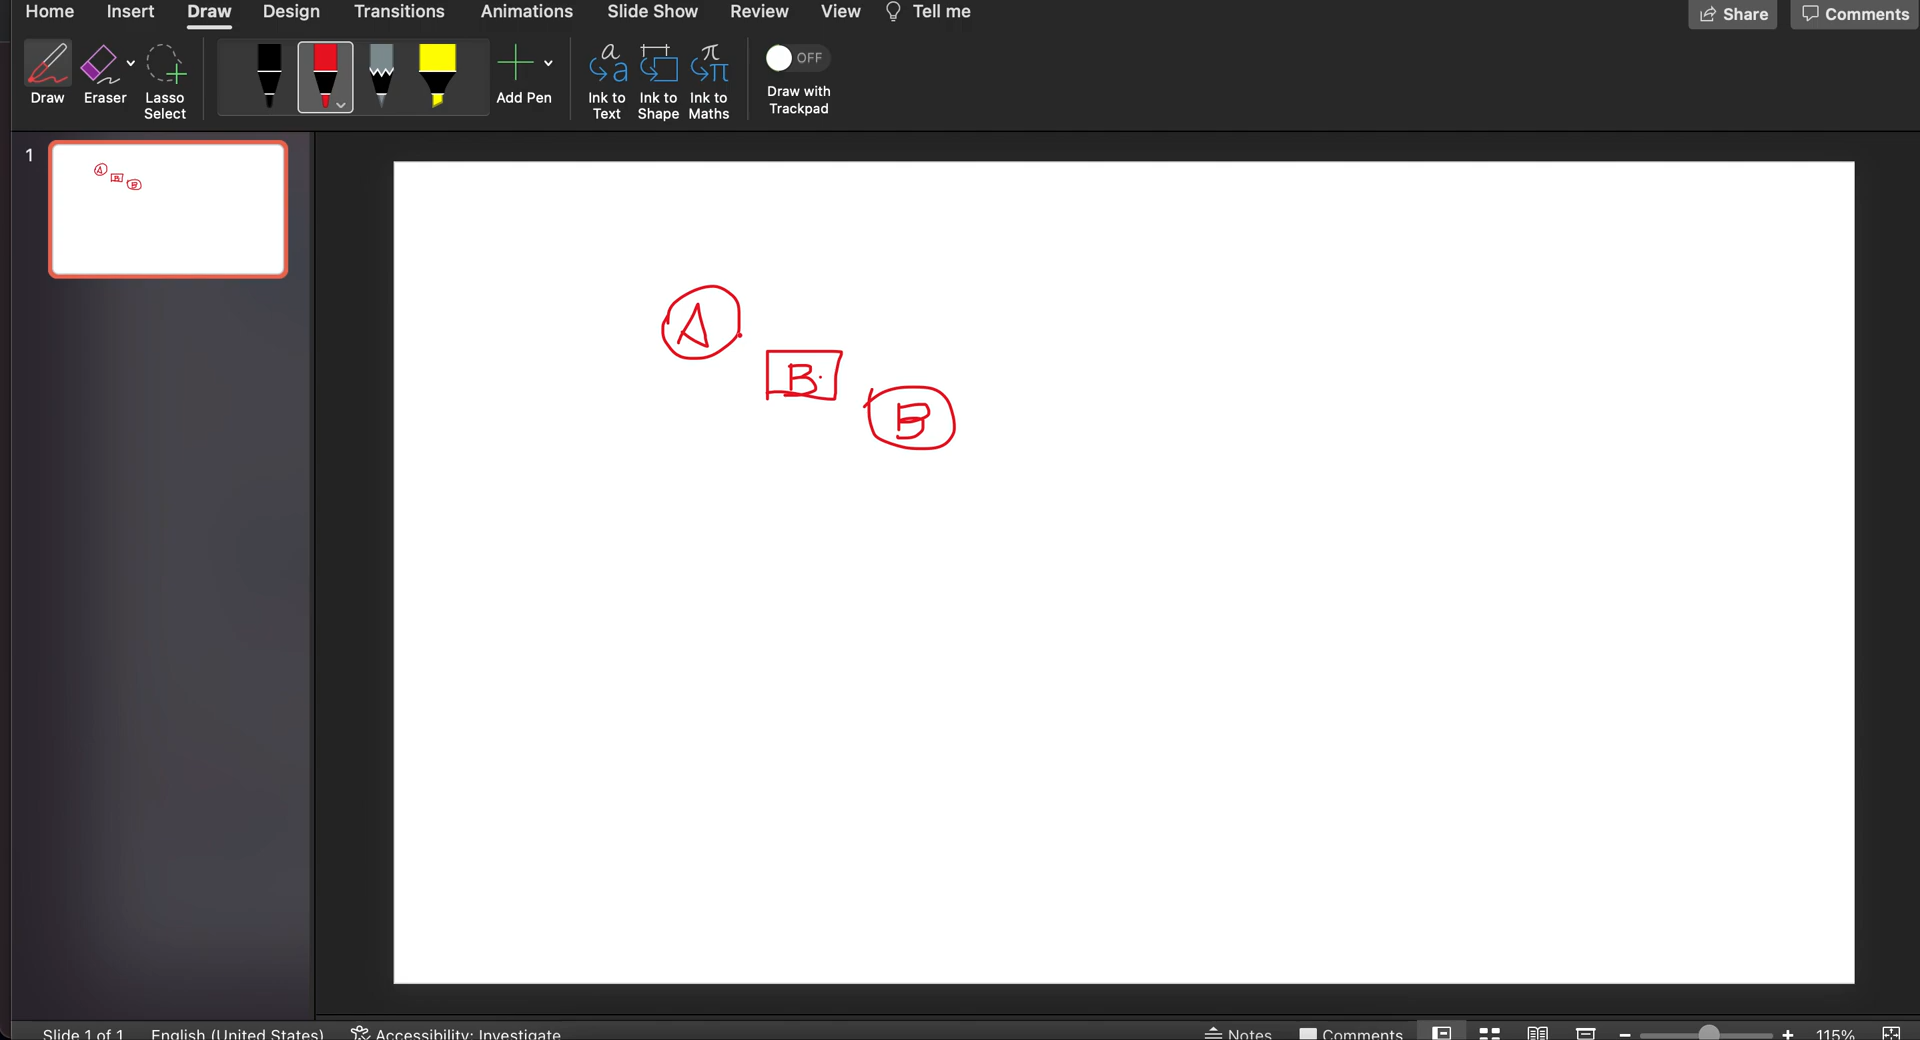 Home Insert Draw Design Transitions Animations Slide Show Review View Tell me Share Comments
OFF
Draw Eraser Lasso Select Add Pen Ink to Text Ink to Shape Ink to Maths Draw with Trackpad
1
A
B
B
A
B
B
Slide 1 of 1 English (United States) Accessibility: Investigate Notes Comments 115%